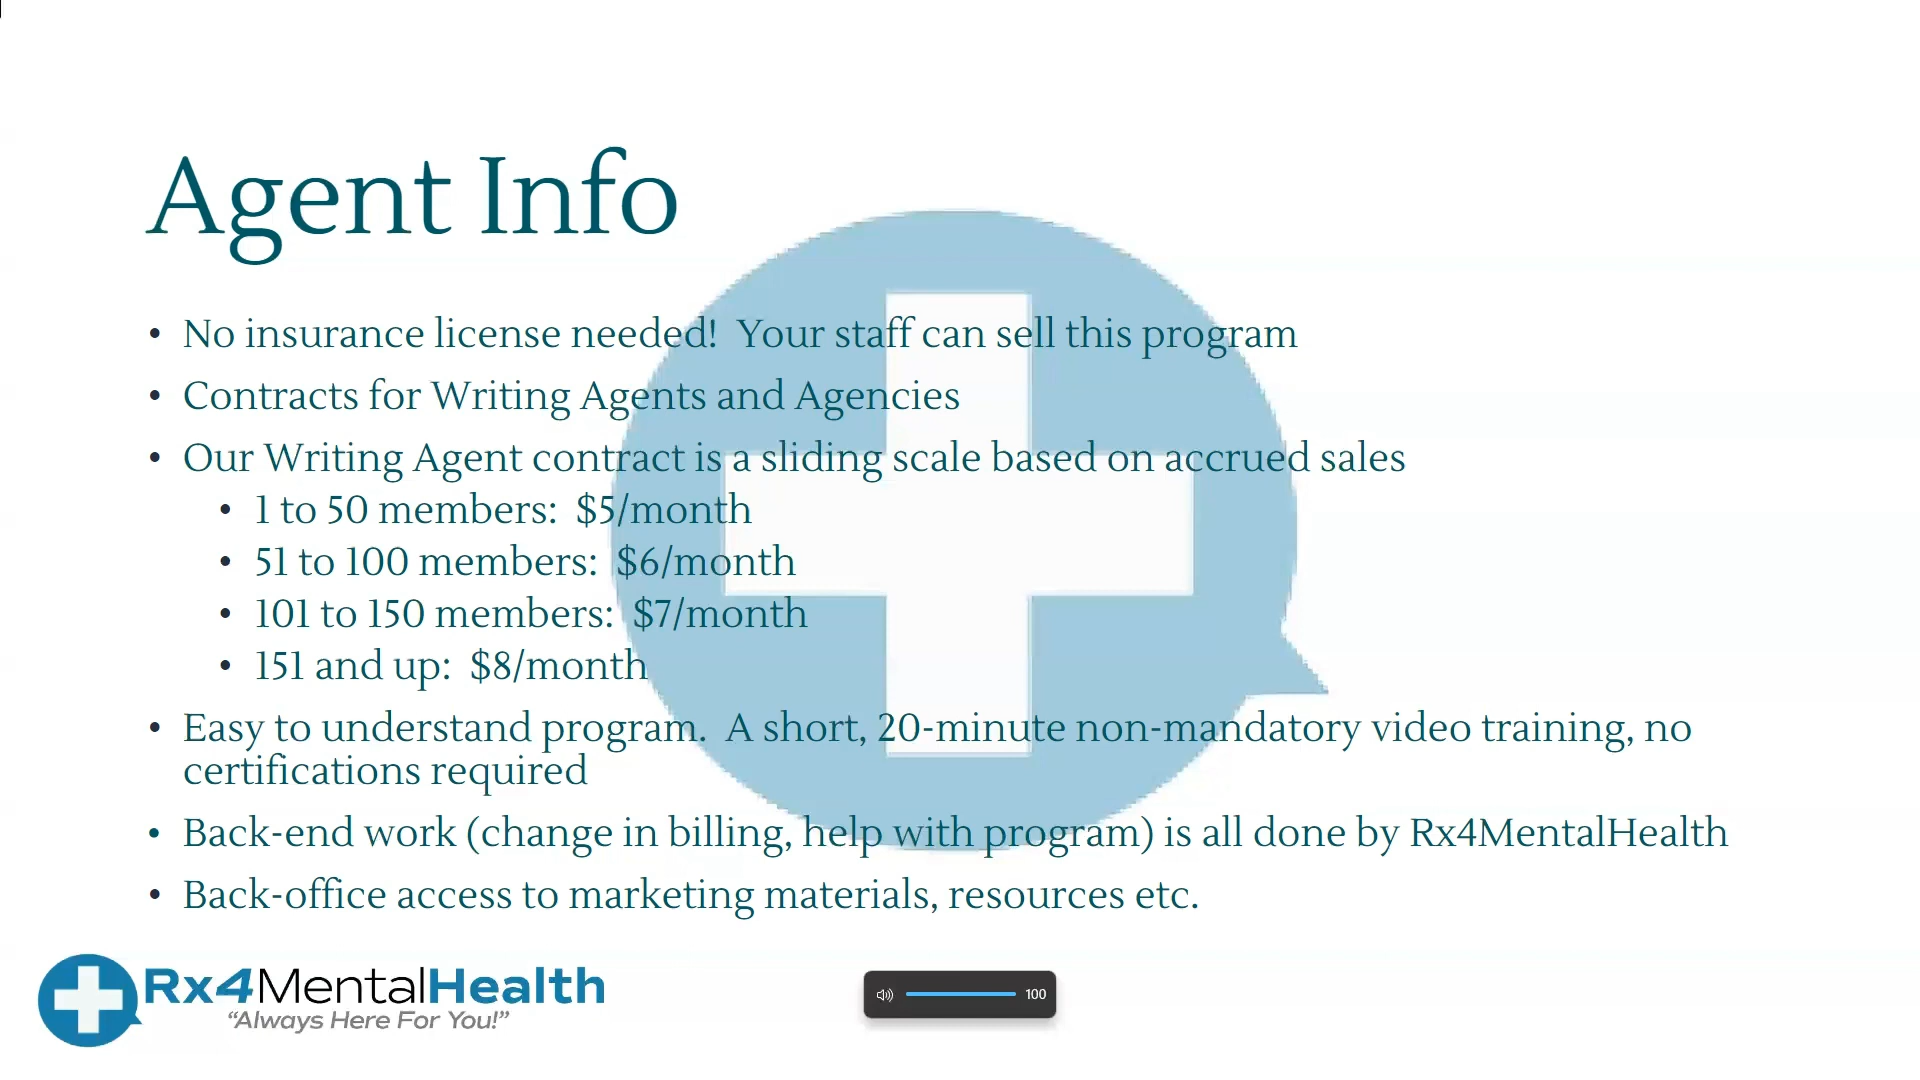 Agent Info
• No insurance license needed!  Your staff can sell this program
• Contracts for Writing Agents and Agencies
• Our Writing Agent contract is a sliding scale based on accrued sales
• 1 to 50 members:  $5/month
• 51 to 100 members:  $6/month
• 101 to 150 members:  $7/month
• 151 and up:  $8/month
• Easy to understand program.  A short, 20-minute non-mandatory video training, no
certifications required
• Back-end work (change in billing, help with program) is all done by Rx4MentalHealth
• Back-office access to marketing materials, resources etc.
Rx4MentalHealth
“Always Here For You!”
100